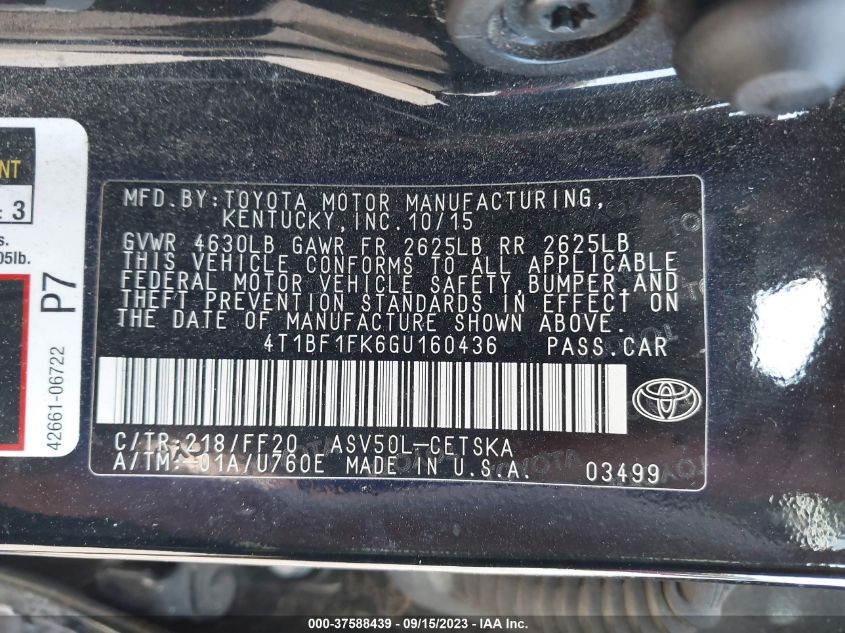 NT
: 3
s.
05lb.
P7
42661-06722
MFD.BY:TOYOTA MOTOR MANUFACTURING,
KENTUCKY,INC.10/15
GVWR 4630LB GAWR FR 2625LB RR 2625LB
THIS VEHICLE CONFORMS TO ALL APPLICABLE
FEDERAL MOTOR VEHICLE SAFETY,BUMPER,AND
THEFT PREVENTION STANDARDS IN EFFECT ON
THE DATE OF MANUFACTURE SHOWN ABOVE.
4T1BF1FK6GU160436 PASS.CAR
C/TR:218/FF20 ASV50L-CETSKA
A/TM:-01A/U760E MADE IN U.S.A. 03499
000-37588439 - 09/15/2023 - © IAA Inc.